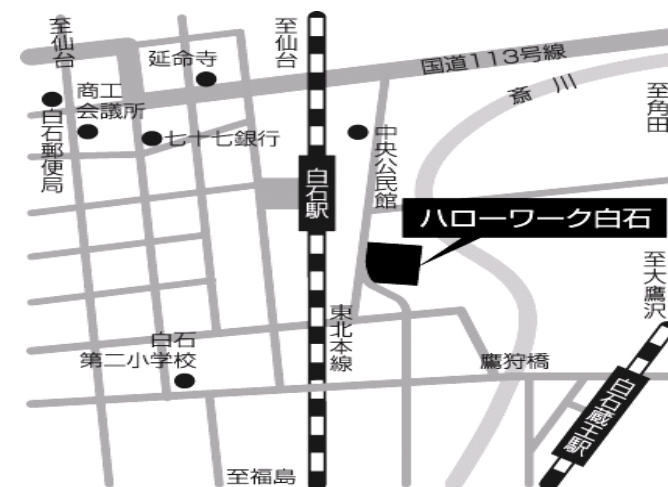 至仙台
至仙台
延命寺
国道113号線
斎川
至角田
商工
会議所
白石郵便局
七十七銀行
中央公民館
白石駅
ハローワーク白石
至大鷹沢
東北本線
白石
第二小学校
鷹狩橋
白石蔵王駅
至福島